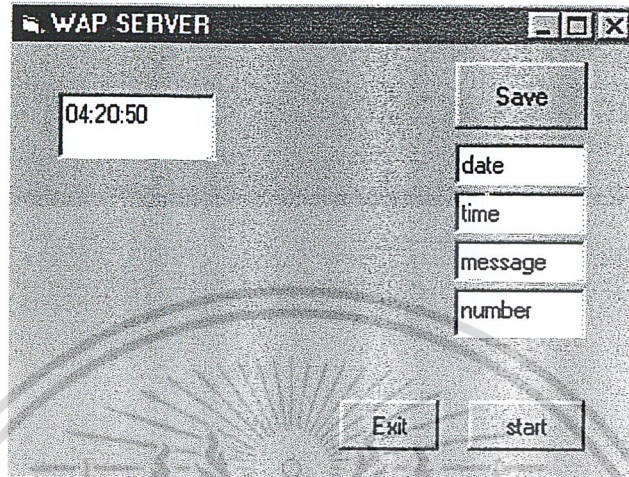 WAP SERVER
04:20:50
Save
date
time
message
number
Exit
start